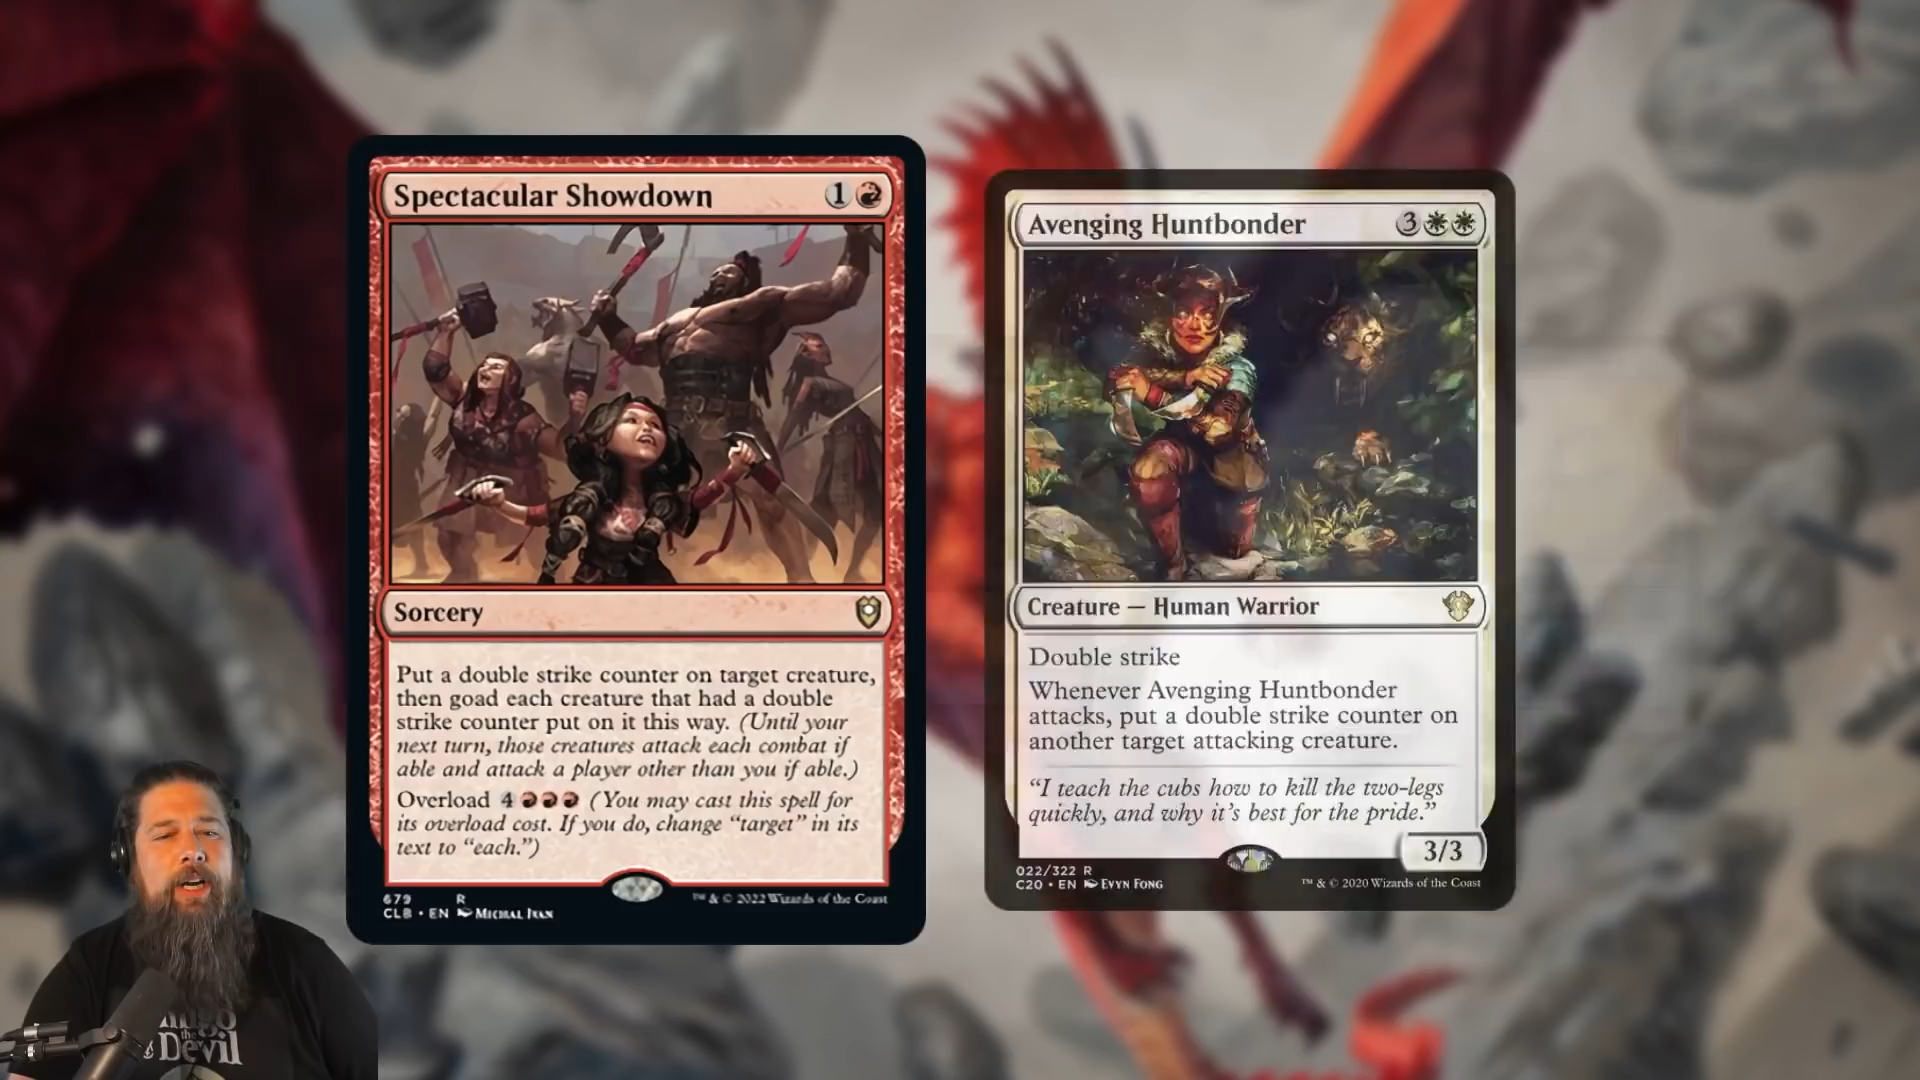 Spectacular Showdown 1
Sorcery
Put a double strike counter on target creature,
then goad each creature that had a double
strike counter put on it this way. (Until your
next turn, those creatures attack each combat if
able and attack a player other than you if able.)
Overload 4 (You may cast this spell for
its overload cost. If you do, change “target” in its
text to “each.”)
679 R
CLB • EN Michal Ivan
™ & © 2022 Wizards of the Coast
Avenging Huntbonder 3
Creature — Human Warrior
Double strike
Whenever Avenging Huntbonder
attacks, put a double strike counter on
another target attacking creature.
“I teach the cubs how to kill the two-legs
quickly, and why it’s best for the pride.”
3/3
022/322 R
C20 • EN Evyn Fong
™ & © 2020 Wizards of the Coast
the
Devil